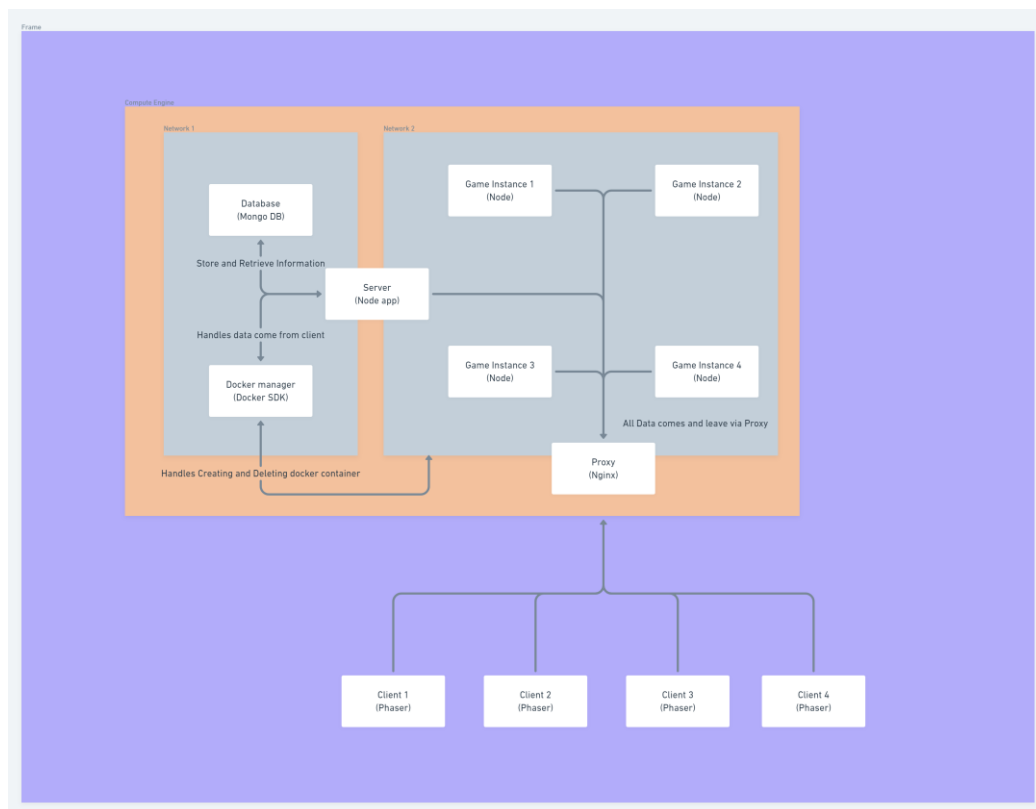 Frame
Compute Engine
Network 1
Network 2
Game Instance 1
(Node)
Game Instance 2
(Node)
Database
(Mongo DB)
Store and Retrieve Information
Server
(Node app)
Handles data come from client
Game Instance 3
(Node)
Game Instance 4
(Node)
Docker manager
(Docker SDK)
All Data comes and leave via Proxy
Handles Creating and Deleting docker container
Proxy
(Nginx)
Client 1
(Phaser)
Client 2
(Phaser)
Client 3
(Phaser)
Client 4
(Phaser)